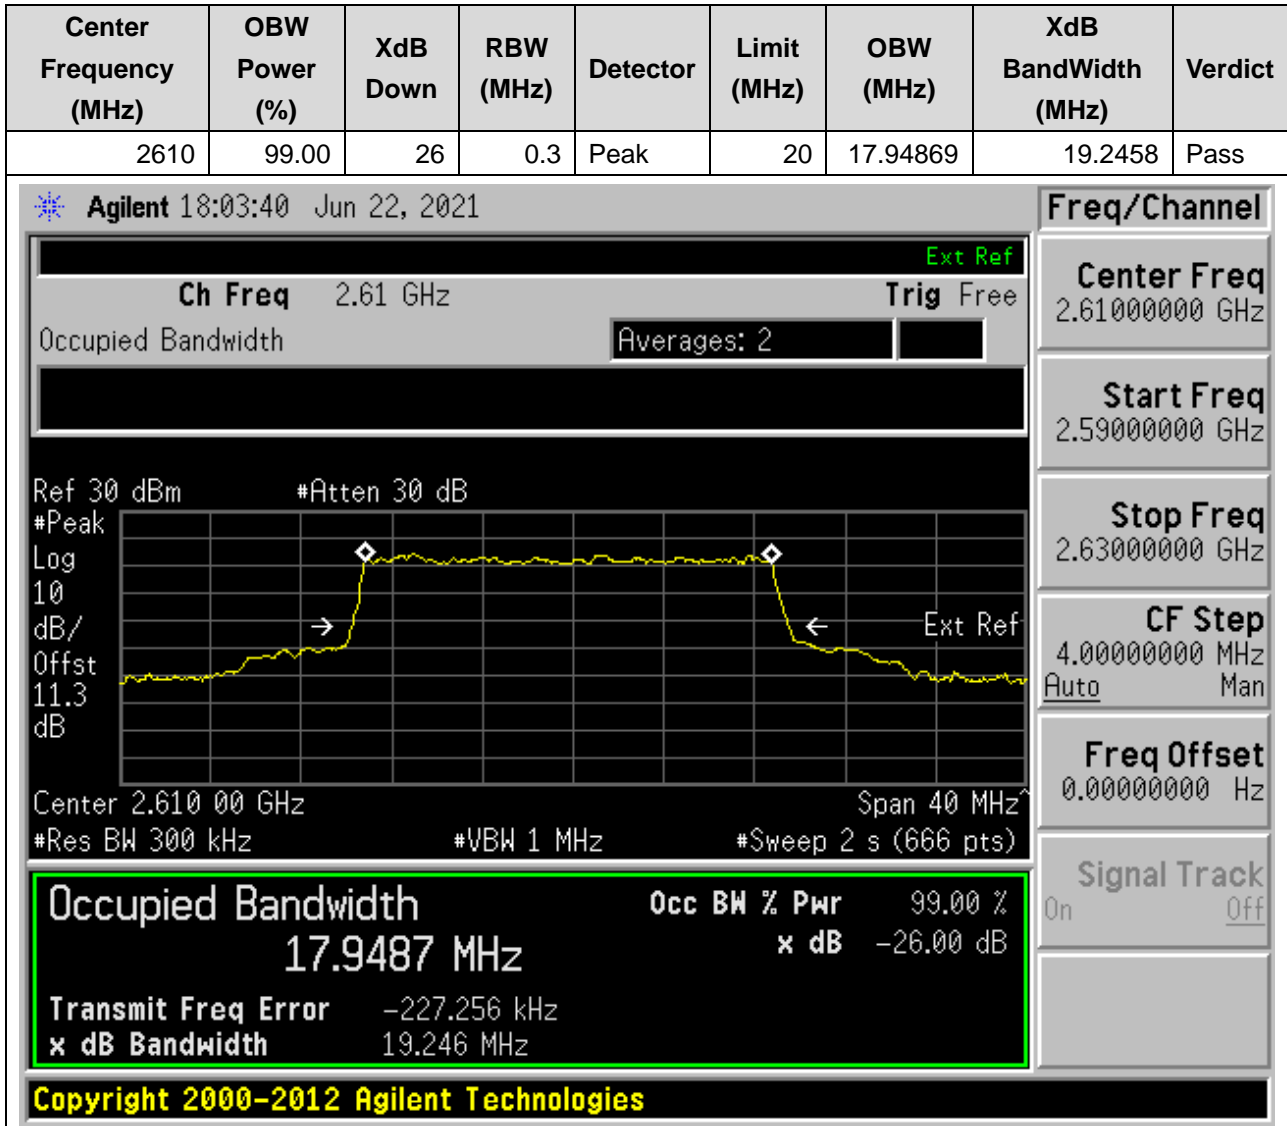 Center Frequency (MHz) OBW Power (%) XdB Down RBW (MHz) Detector Limit (MHz) OBW (MHz) XdB BandWidth (MHz) Verdict
2610 99.00 26 0.3 Peak 20 17.94869 19.2458 Pass
Agilent 18:03:40 Jun 22, 2021
Ext Ref
Ch Freq 2.61 GHz Trig Free
Occupied Bandwidth Averages: 2
Ref 30 dBm #Atten 30 dB
#Peak
Log
10
dB/
Offst
11.3
dB
Ext Ref
Center 2.610 00 GHz Span 40 MHz^
#Res BW 300 kHz #VBW 1 MHz #Sweep 2 s (666 pts)
Occupied Bandwidth
17.9487 MHz
Occ BW % Pwr 99.00 %
x dB -26.00 dB
Transmit Freq Error -227.256 kHz
x dB Bandwidth 19.246 MHz
Freq/Channel
Center Freq
2.61000000 GHz
Start Freq
2.59000000 GHz
Stop Freq
2.63000000 GHz
CF Step
4.00000000 MHz
Auto Man
Freq Offset
0.00000000 Hz
Signal Track
On Off
Copyright 2000-2012 Agilent Technologies